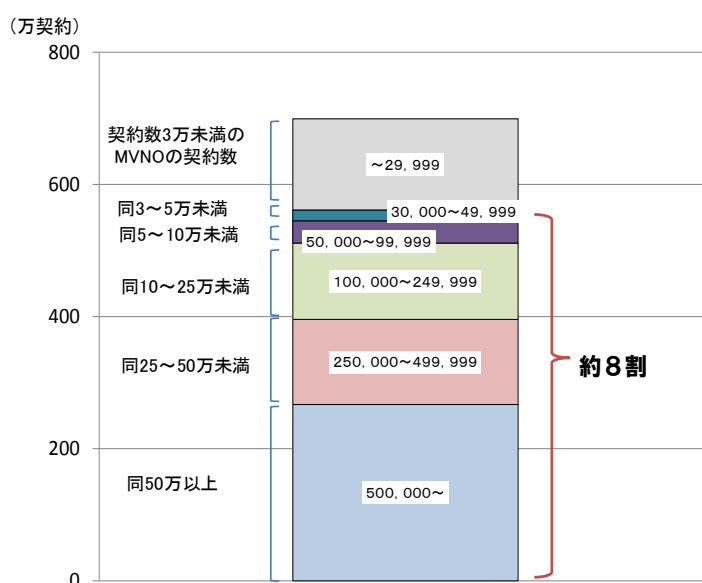 （万契約）
800
契約数3万未満の
MVNOの契約数
～29,999
600
同3～5万未満
30,000～49,999
同5～10万未満
50,000～99,999
同10～25万未満
100,000～249,999
400
同25～50万未満
250,000～499,999
約８割
200
同50万以上
500,000～
0